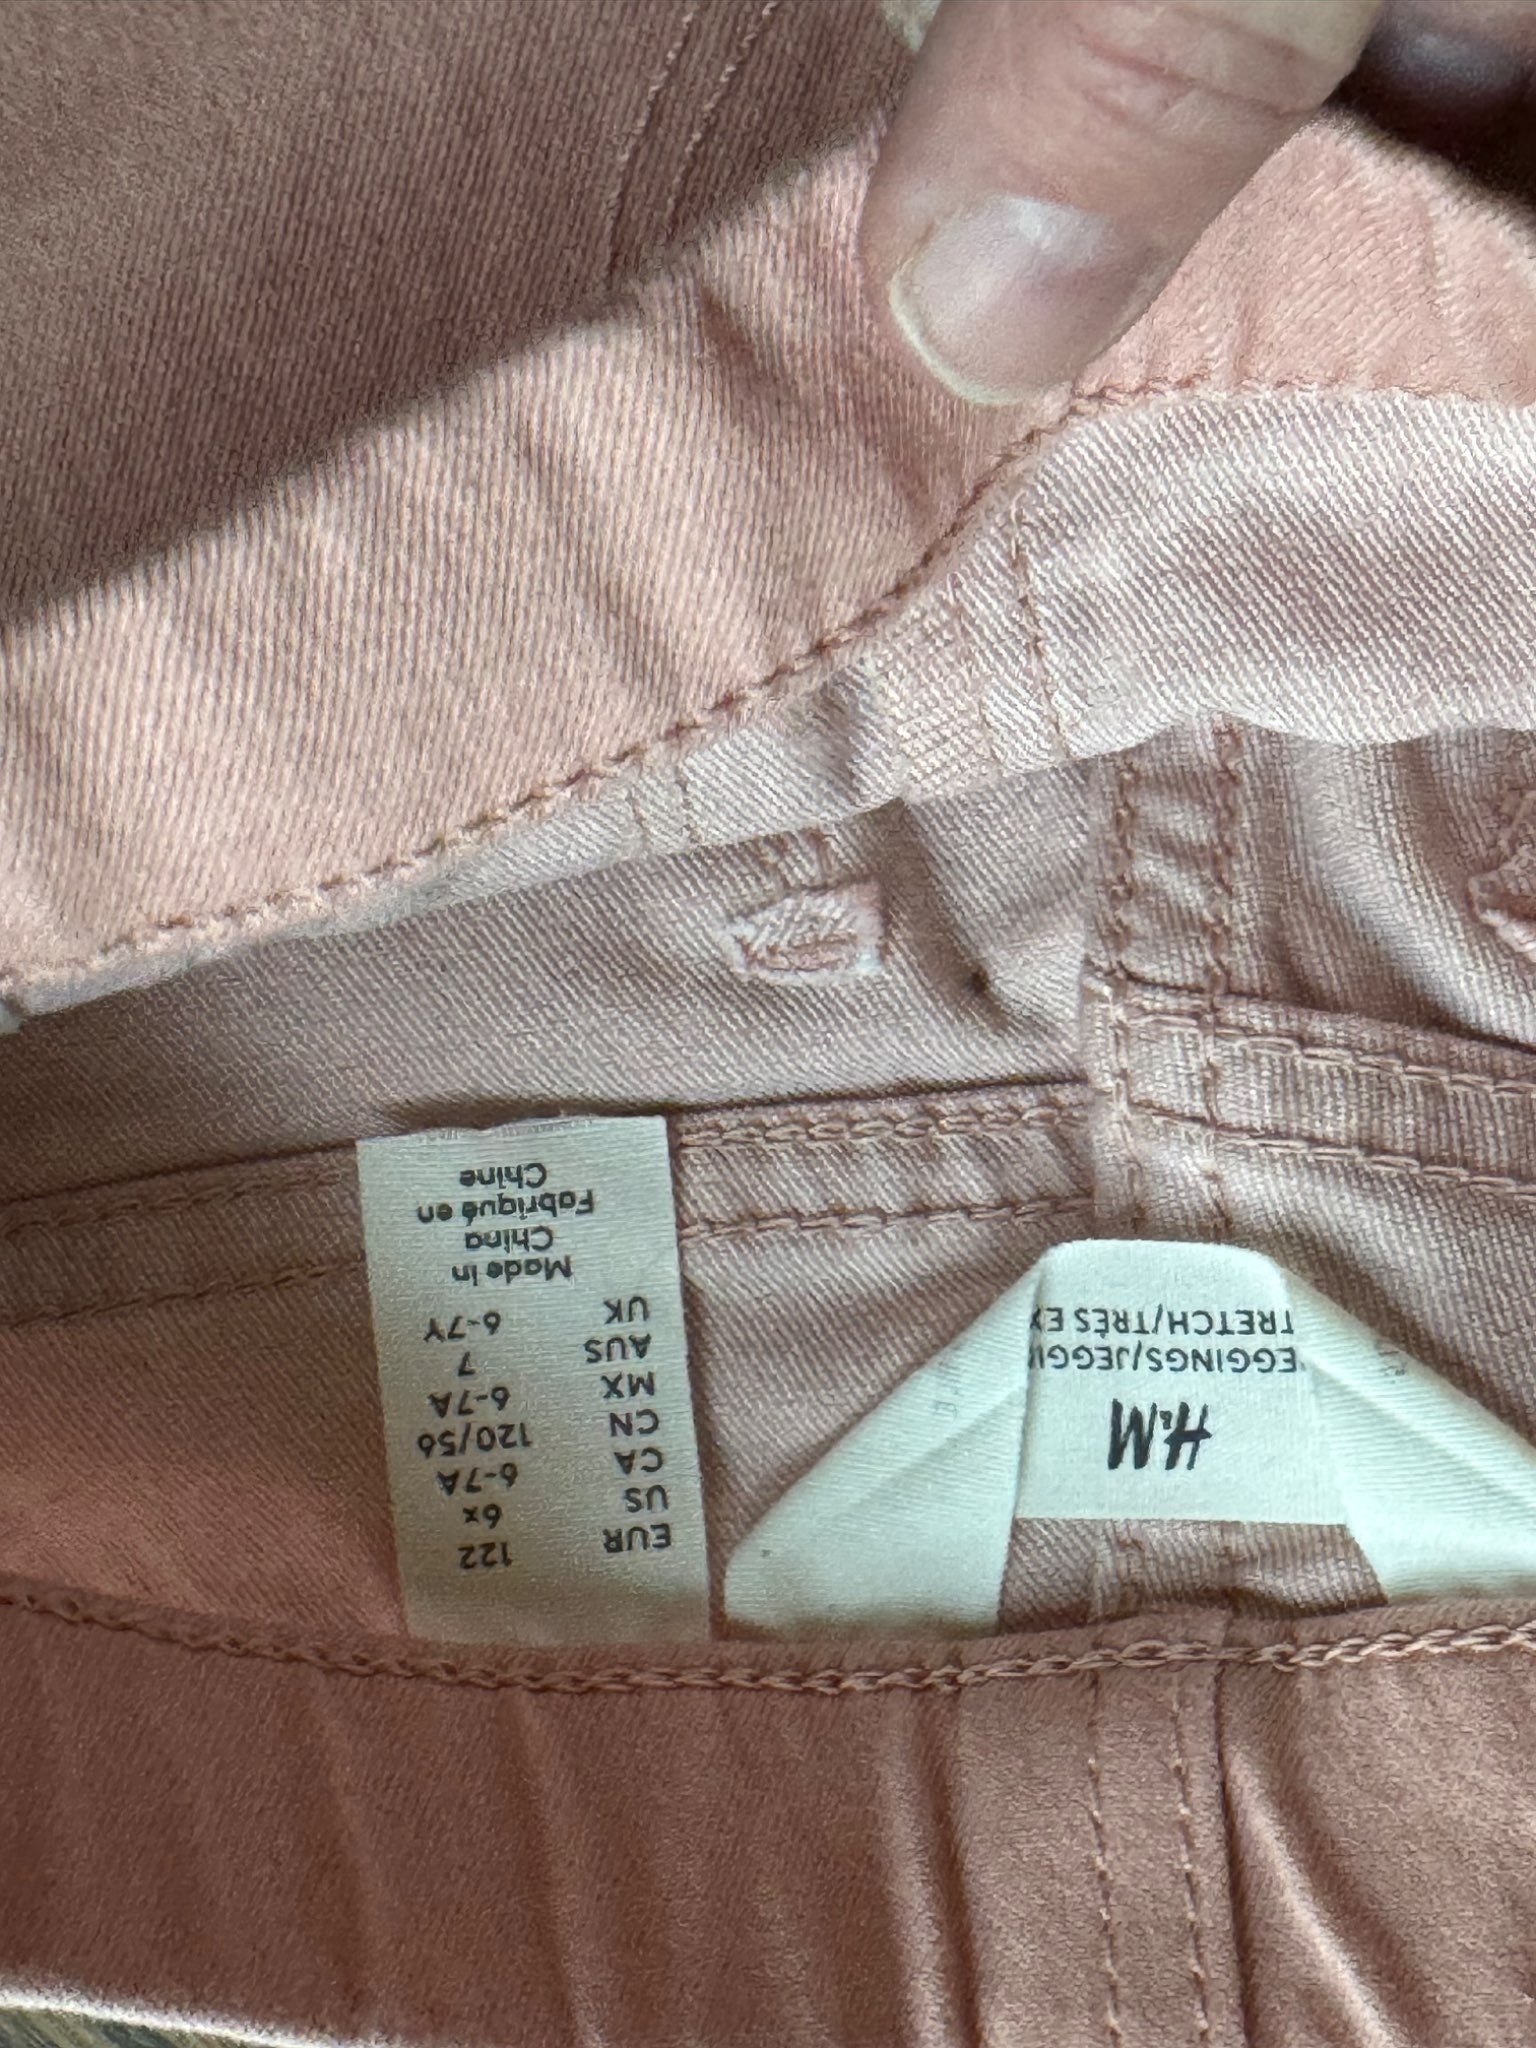 EUR 122
US 6x
CA 6-7A
CN 120/56
MX 6-7A
AUS 7
UK 6-7Y
Made in
China
Fabriqué en
Chine
H&M
EGGINGS/JEGGI
TRETCH/TRÈS EX